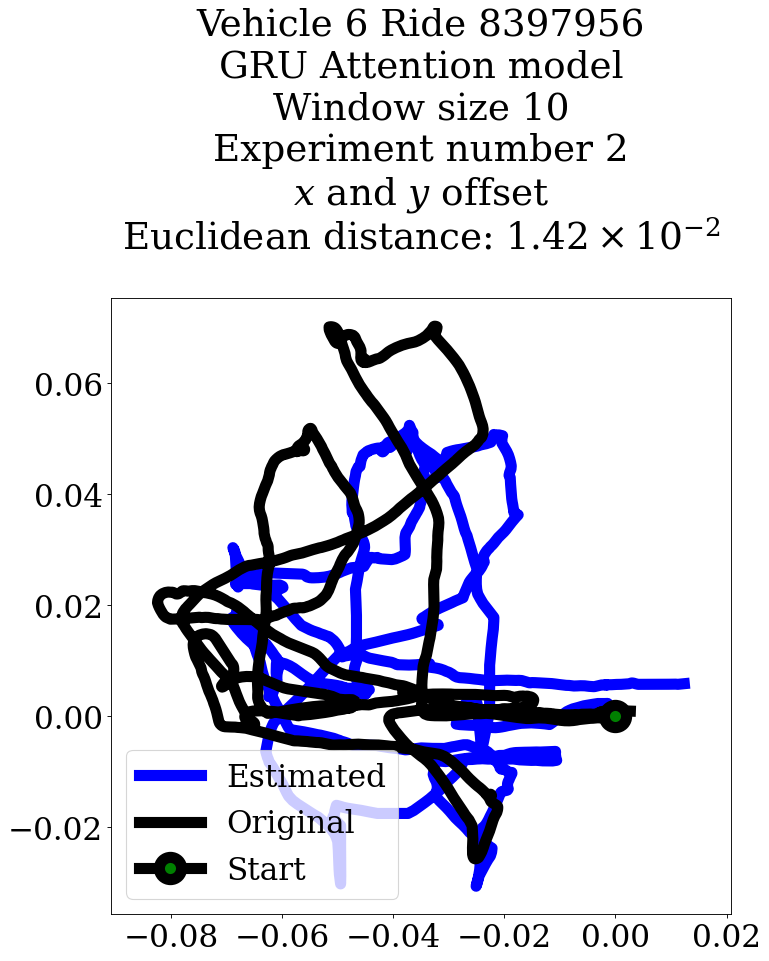 Vehicle 6 Ride 8397956
GRU Attention model
Window size 10
Experiment number 2
x and y offset
Euclidean distance: 1.42 × 10⁻²
0.06
0.04
0.02
0.00
−0.02
Estimated
Original
Start
−0.08 −0.06 −0.04 −0.02 0.00 0.02